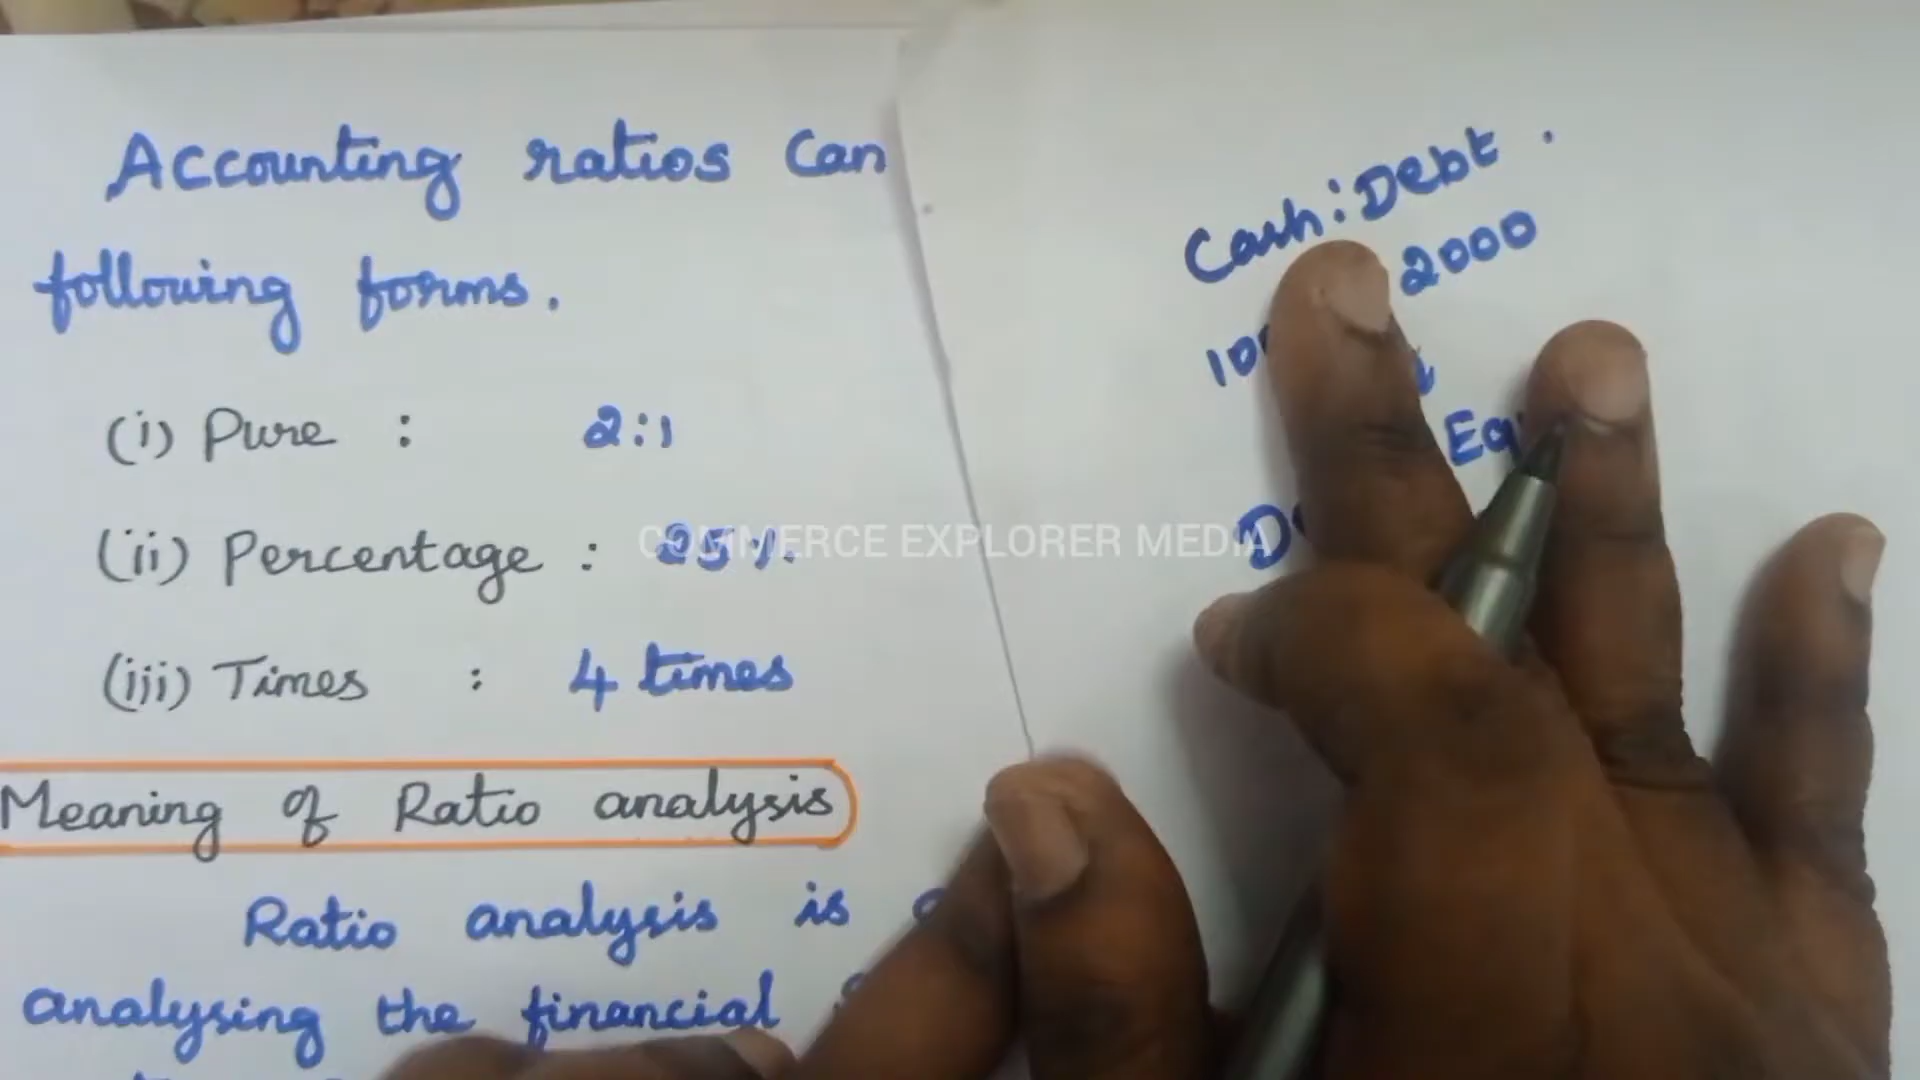 Accounting ratios can
following forms.
(i) Pure : 2:1
(ii) Percentage : 25%.
(iii) Times : 4 times
Meaning of Ratio analysis
Ratio analysis is
analysing the financial
Cash : Debt .
2000
COMMERCE EXPLORER MEDIA